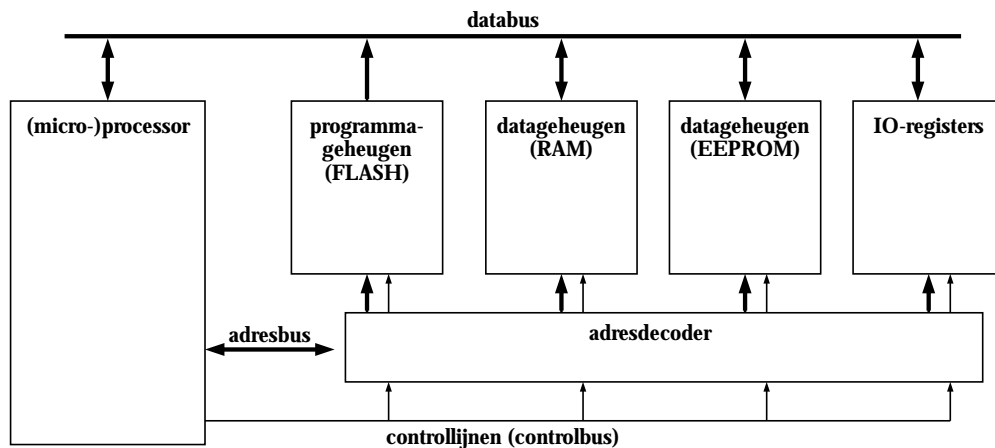 databus
(micro-)processor
programma-
geheugen
(FLASH)
datageheugen
(RAM)
datageheugen
(EEPROM)
IO-registers
adresbus
adresdecoder
controllijnen (controlbus)